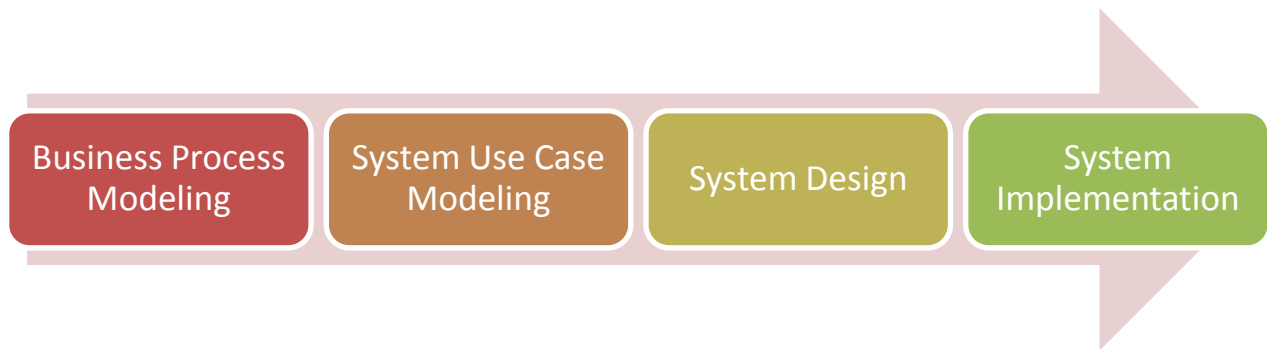 Business Process
Modeling
System Use Case
Modeling
System Design
System
Implementation